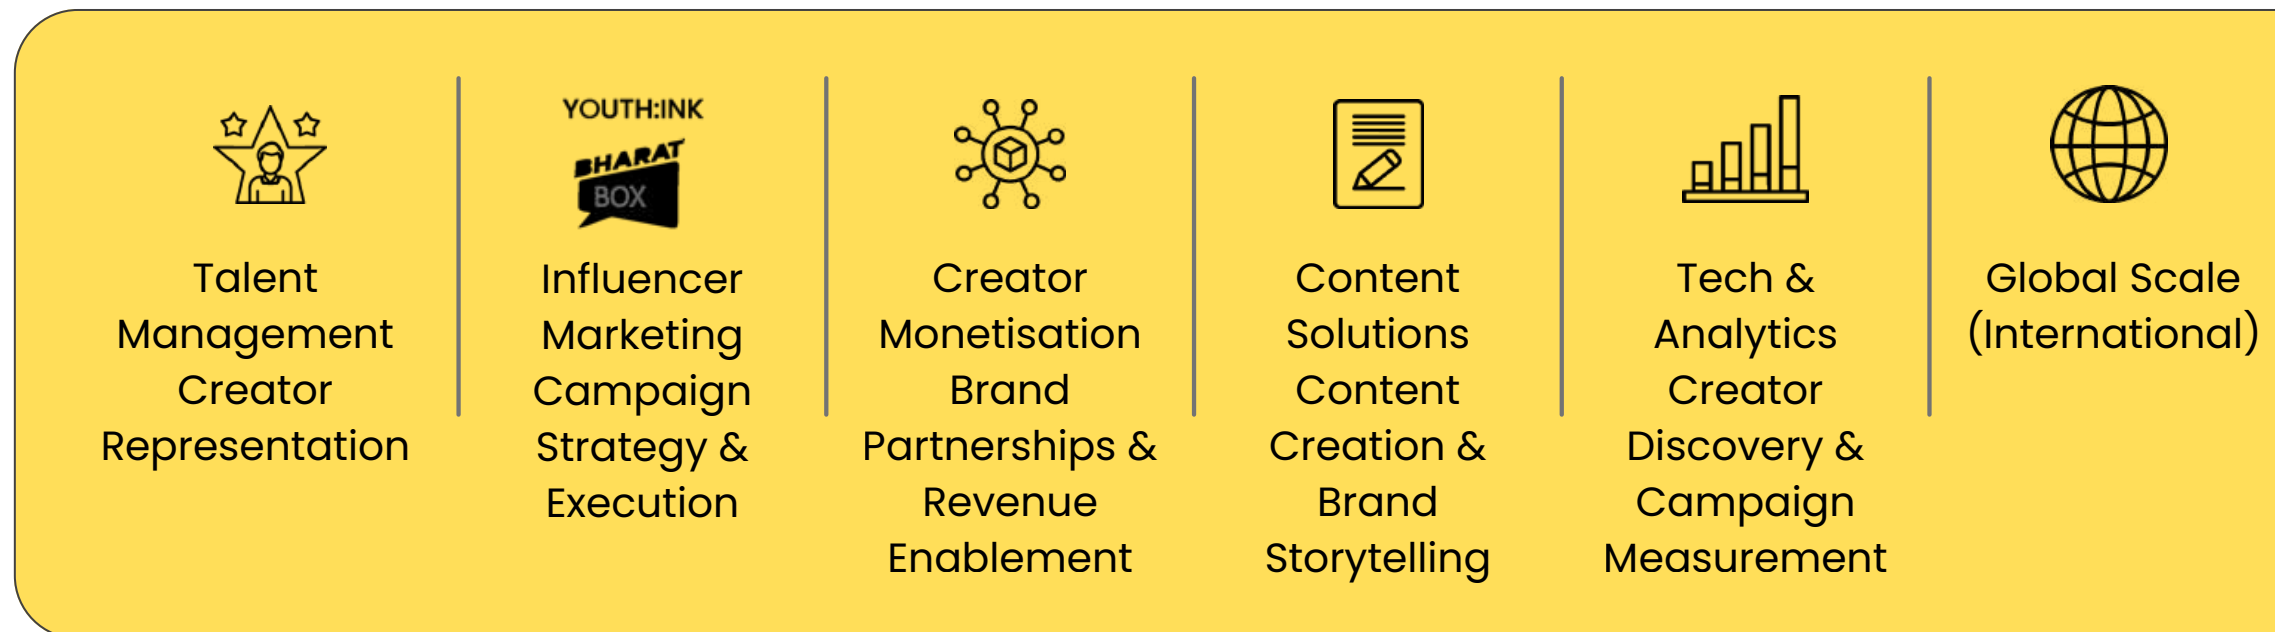 Talent
Management
Creator
Representation
YOUTH:INK
BHARAT
BOX
Influencer
Marketing
Campaign
Strategy &
Execution
Creator
Monetisation
Brand
Partnerships &
Revenue
Enablement
Content
Solutions
Content
Creation &
Brand
Storytelling
Tech &
Analytics
Creator
Discovery &
Campaign
Measurement
Global Scale
(International)